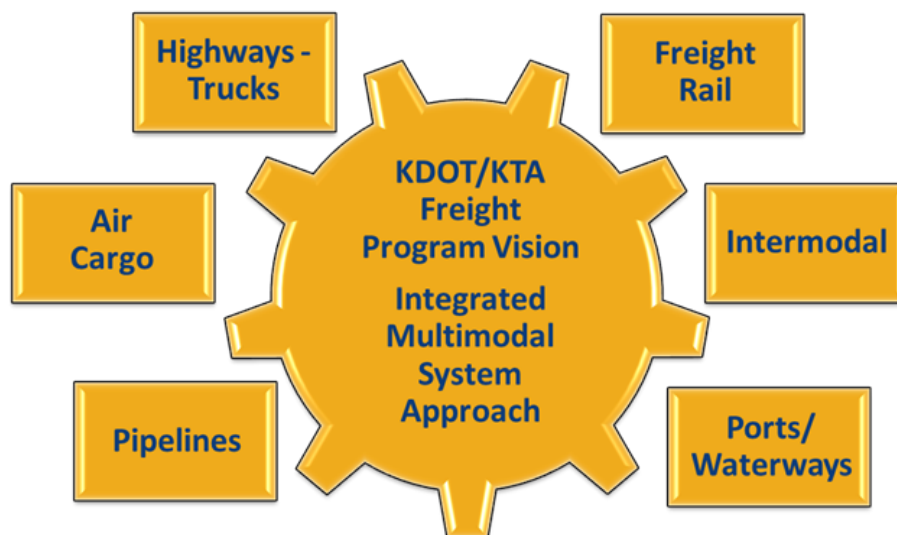 Highways -
Trucks
Freight
Rail
Air
Cargo
KDOT/KTA
Freight
Program Vision
Integrated
Multimodal
System
Approach
Intermodal
Pipelines
Ports/
Waterways